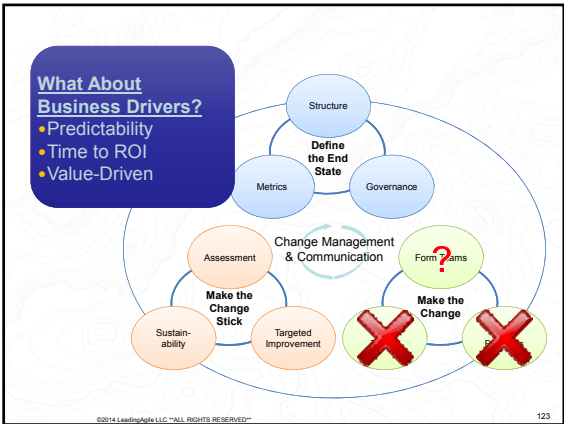 What About
Business Drivers?
•Predictability
•Time to ROI
•Value-Driven
Structure
Define
the End
State
Metrics
Governance
Change Management
& Communication
Assessment
Make the
Change
Stick
Sustain-
ability
Targeted
Improvement
?
Form Teams
Make the
Change
©2014 LeadingAgile LLC **ALL RIGHTS RESERVED**
123